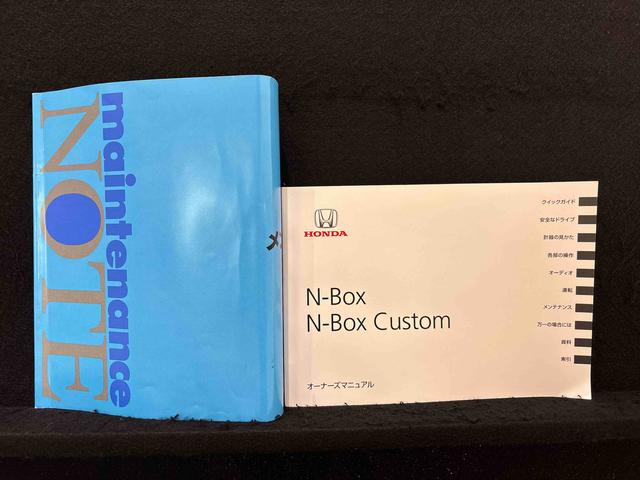 maintenance
NOTE
メ
HONDA
N-Box
N-Box Custom
オーナーズマニュアル
クイックガイド
安全なドライブ
計器の見かた
各部の操作
オーディオ
運転
メンテナンス
万一の場合には
資料
索引